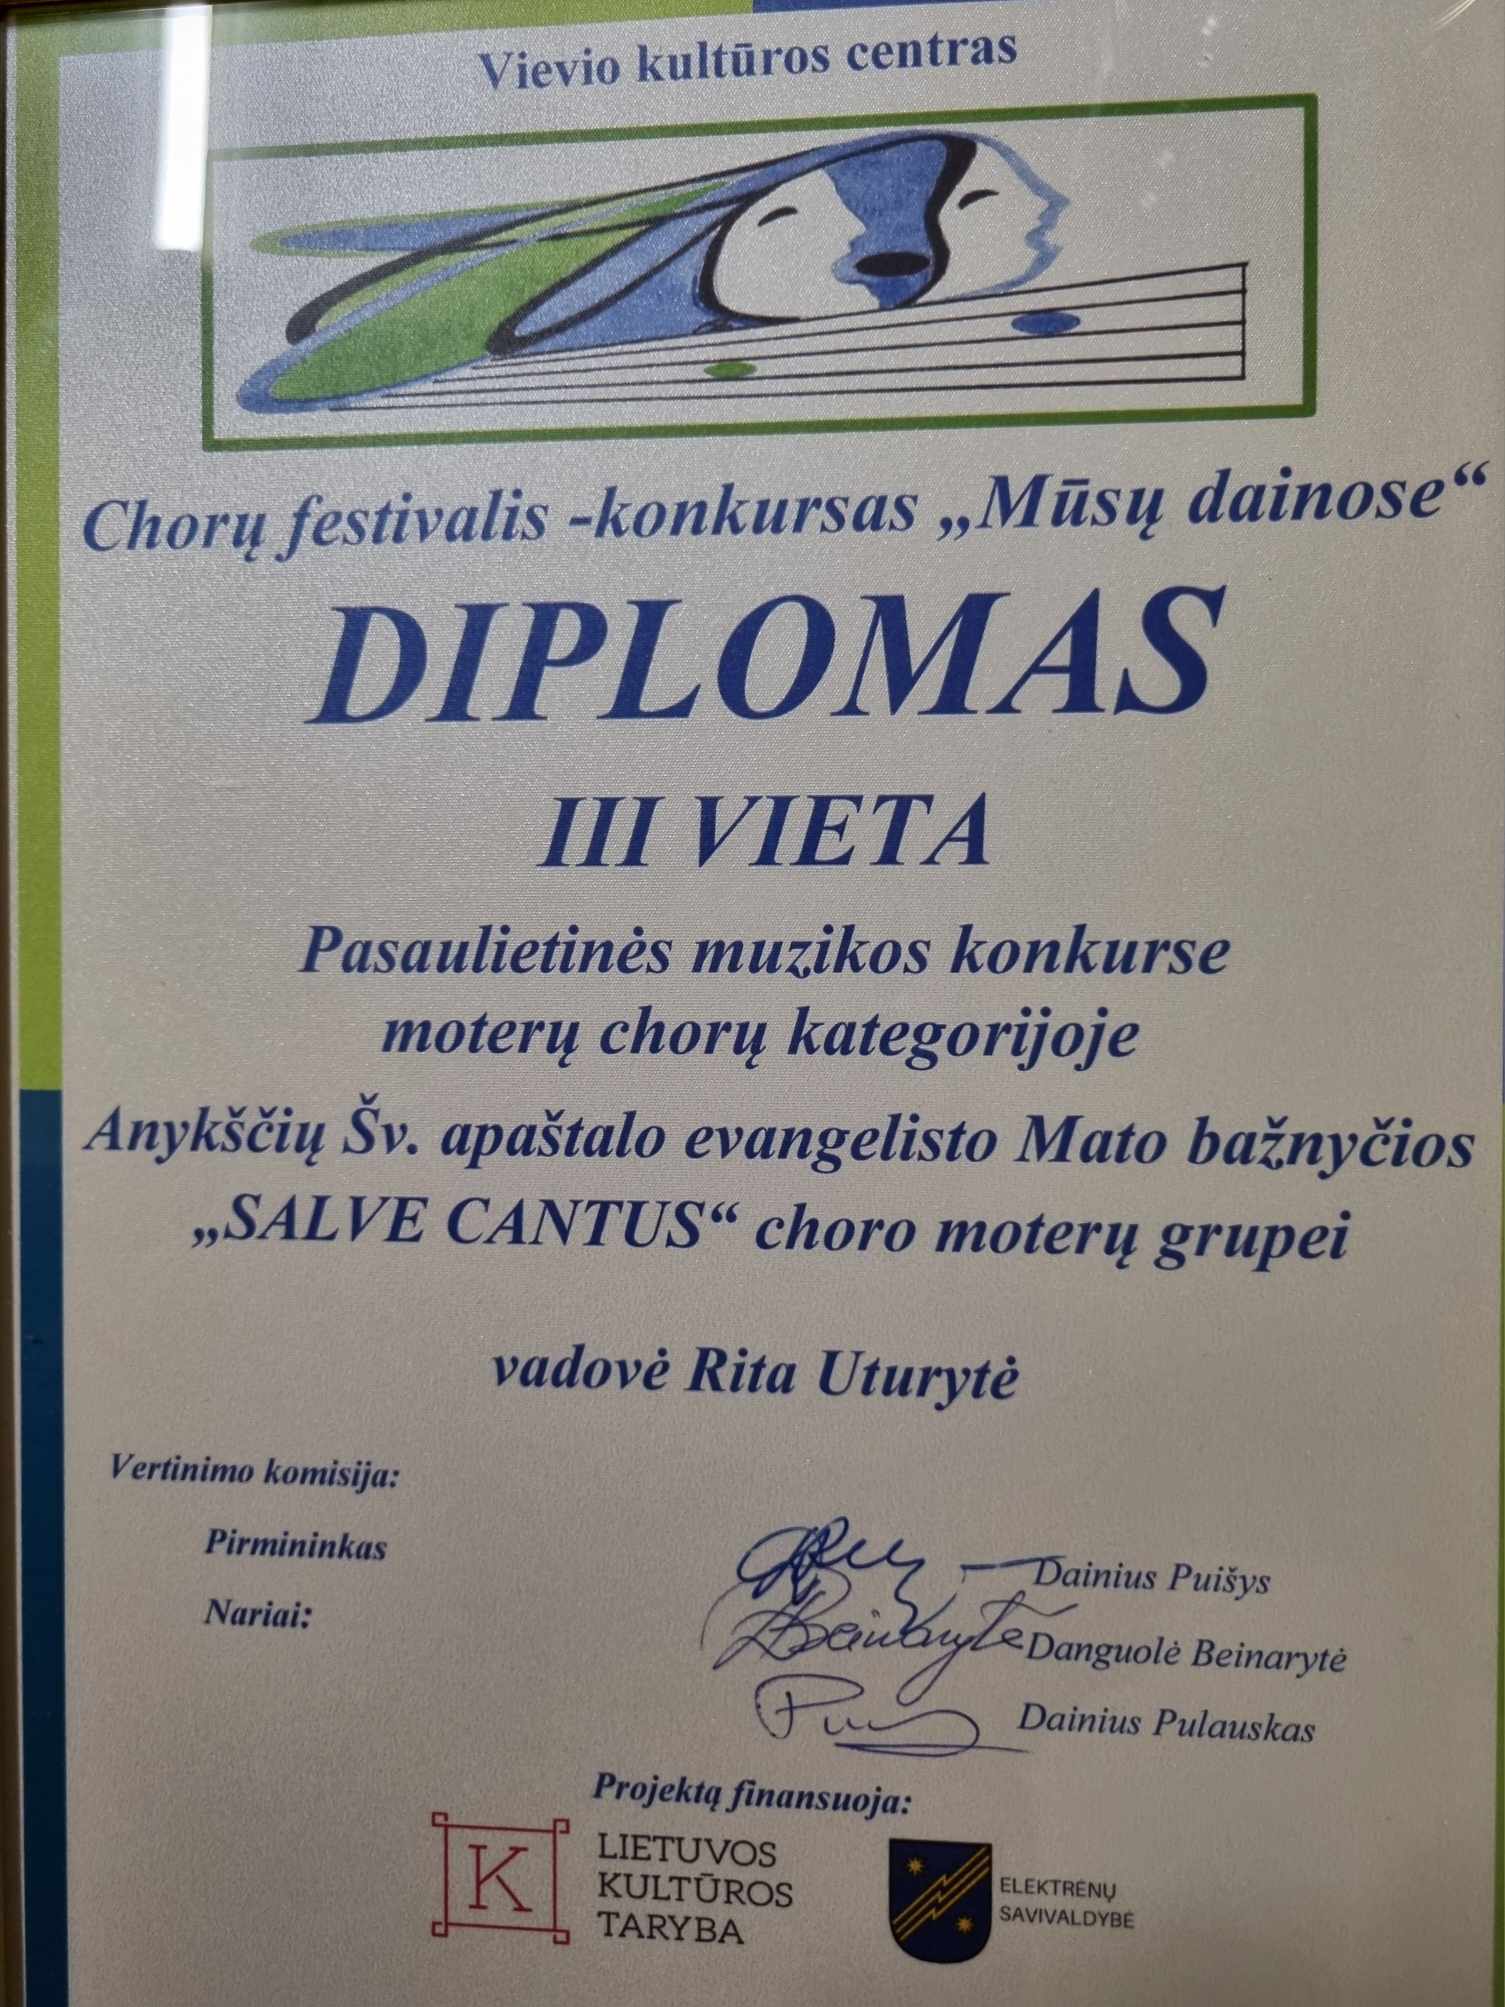 Vievio kultūros centras
Chorų festivalis -konkursas „Mūsų dainose“
DIPLOMAS
III VIETA
Pasaulietinės muzikos konkurse
moterų chorų kategorijoje
Anykščių Šv. apaštalo evangelisto Mato bažnyčios
„SALVE CANTUS“ choro moterų grupei
vadovė Rita Uturytė
Vertinimo komisija:
Pirmininkas
Dainius Puišys
Nariai:
Beinarytė Danguolė Beinarytė
Dainius Pulauskas
Projektą finansuoja:
K
LIETUVOS
KULTŪROS
TARYBA
ELEKTRĖNŲ
SAVIVALDYBĖ